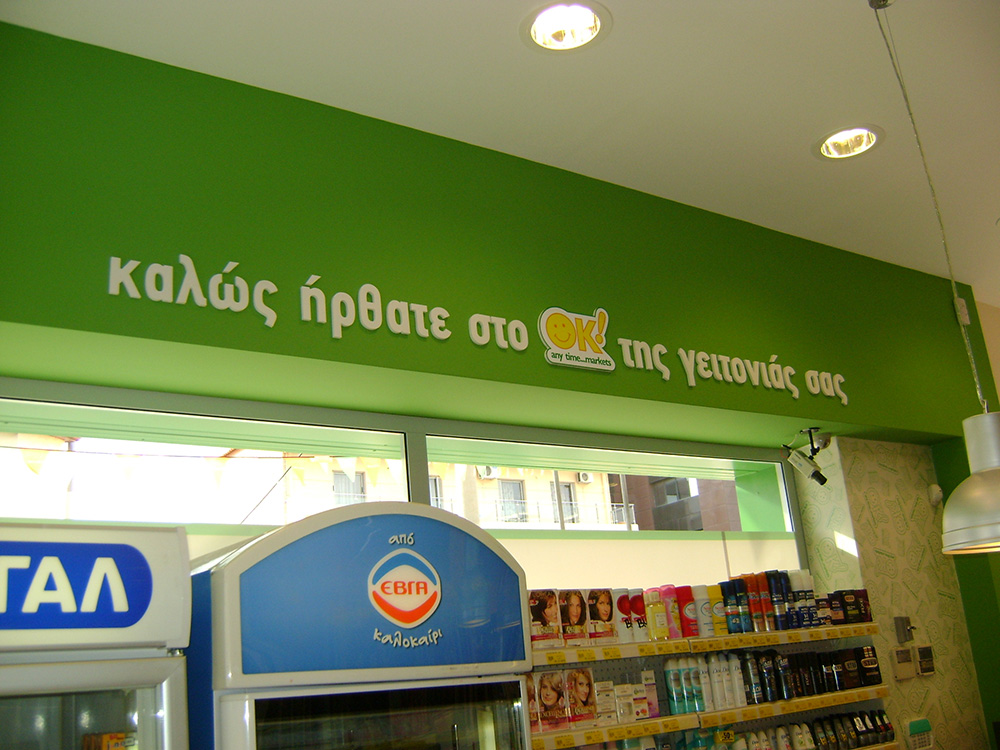 καλώς ήρθατε στο OK! της γειτονιάς σας
any time...markets
ΤΑΛ
από
ΕΒΓΑ
καλοκαίρι